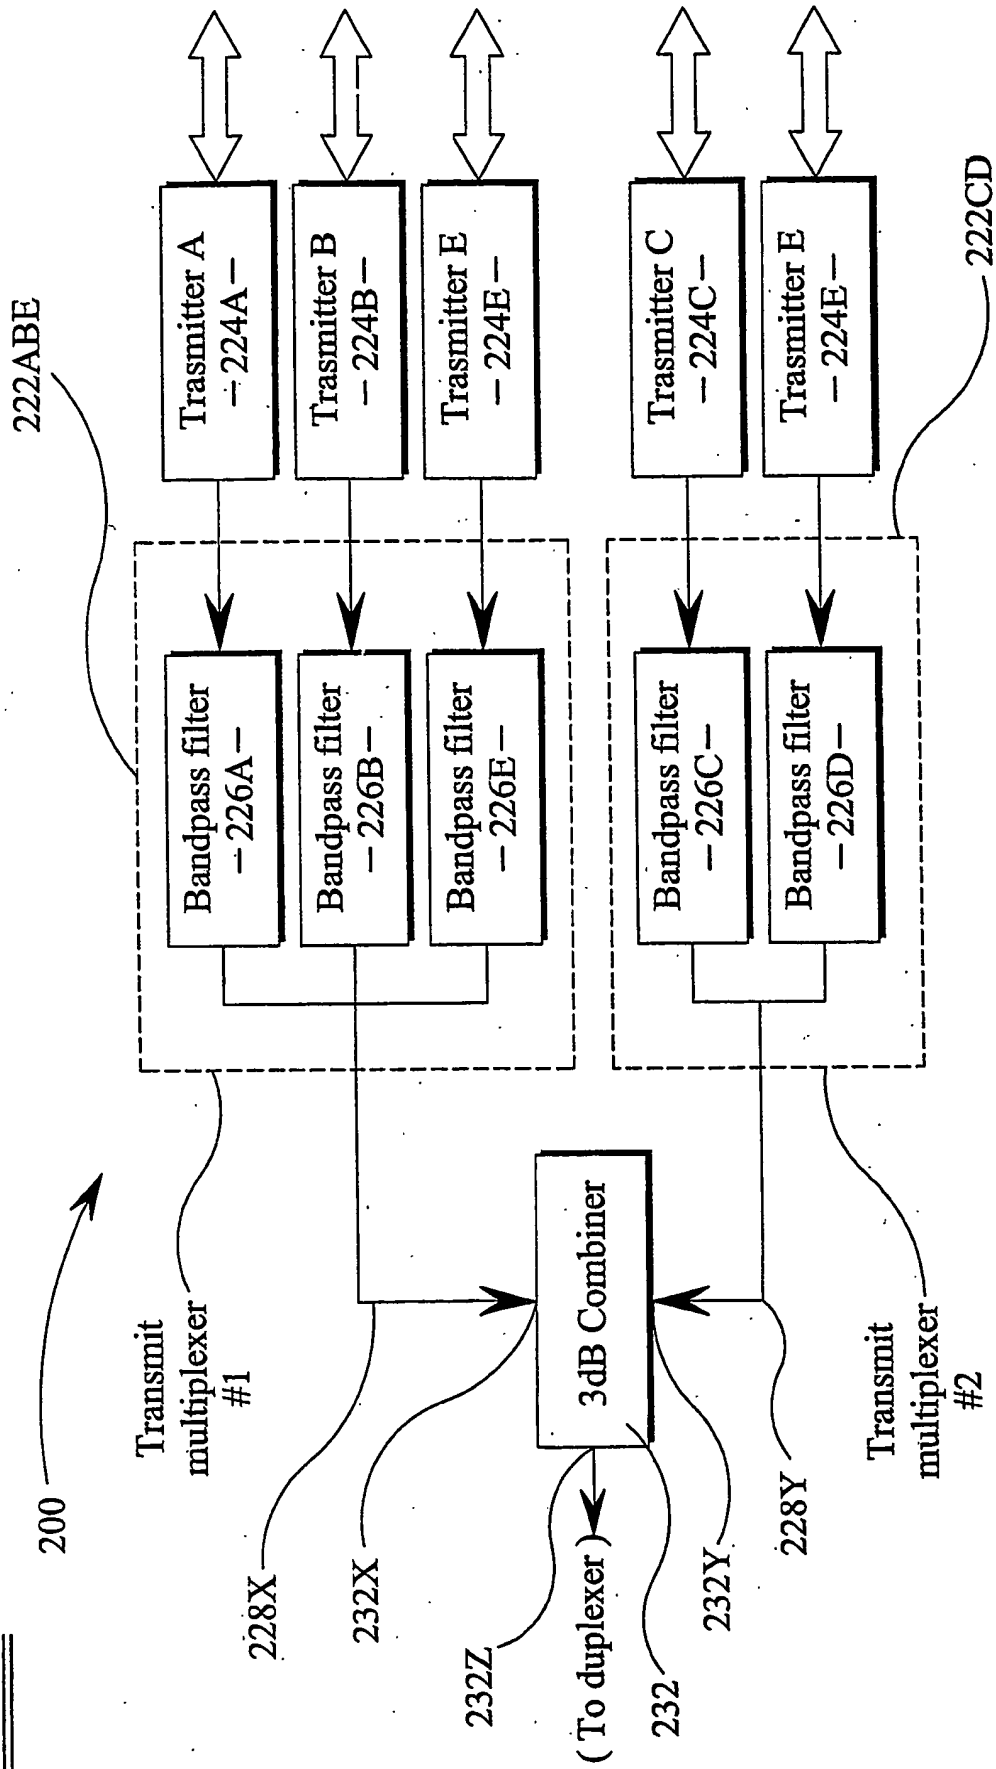 200
222ABE
Transmit
multiplexer
#1
Trasmitter A
–224A–
Trasmitter B
–224B–
Trasmitter E
–224E–
Bandpass filter
–226A–
Bandpass filter
–226B–
Bandpass filter
–226E–
Trasmitter C
–224C–
Trasmitter E
–224E–
Bandpass filter
–226C–
Bandpass filter
–226D–
222CD
Transmit
multiplexer
#2
228X
232X
3dB Combiner
232Z
(To duplexer)
232
232Y
228Y